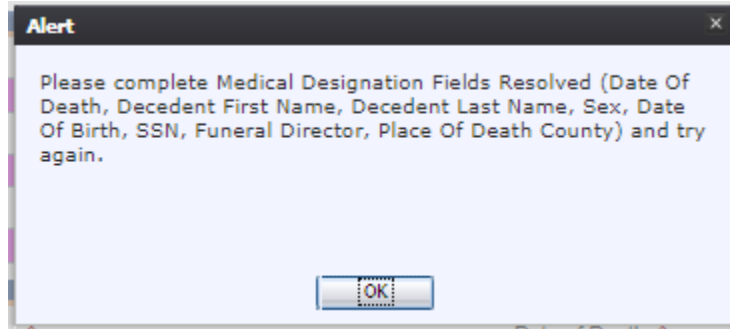 Alert
Please complete Medical Designation Fields Resolved (Date Of
Death, Decedent First Name, Decedent Last Name, Sex, Date
Of Birth, SSN, Funeral Director, Place Of Death County) and try
again.
OK